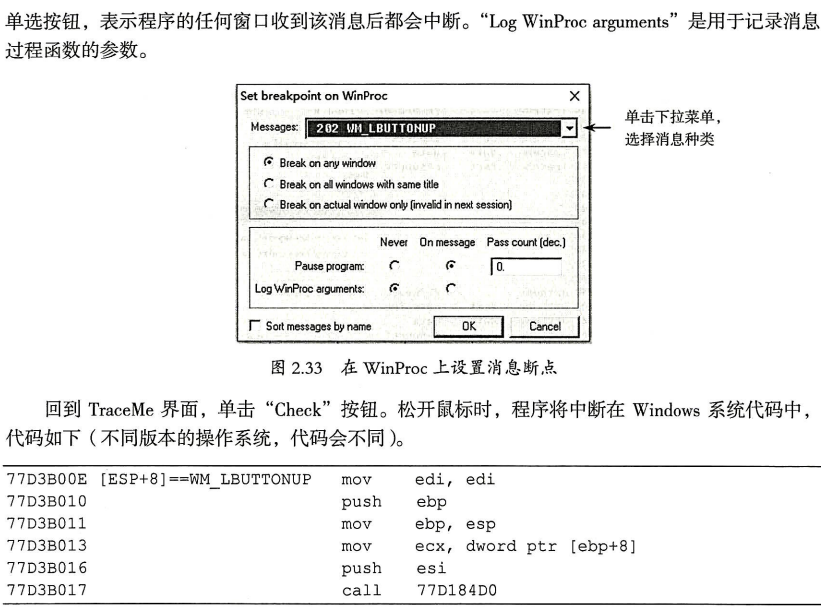 单选按钮，表示程序的任何窗口收到该消息后都会中断。“Log WinProc arguments”是用于记录消息
过程函数的参数。
Set breakpoint on WinProc
Messages: 202 WM_LBUTTONUP
单击下拉菜单，
选择消息种类
Break on any window
Break on all windows with same title
Break on actual window only (invalid in next session)
Never On message Pass count (dec.)
Pause program: 0.
Log WinProc arguments:
Sort messages by name OK Cancel
图 2.33 在 WinProc 上设置消息断点
回到 TraceMe 界面，单击“Check”按钮。松开鼠标时，程序将中断在 Windows 系统代码中，
代码如下（不同版本的操作系统，代码会不同）。
77D3B00E [ESP+8]==WM_LBUTTONUP mov edi, edi
77D3B010 push ebp
77D3B011 mov ebp, esp
77D3B013 mov ecx, dword ptr [ebp+8]
77D3B016 push esi
77D3B017 call 77D184D0